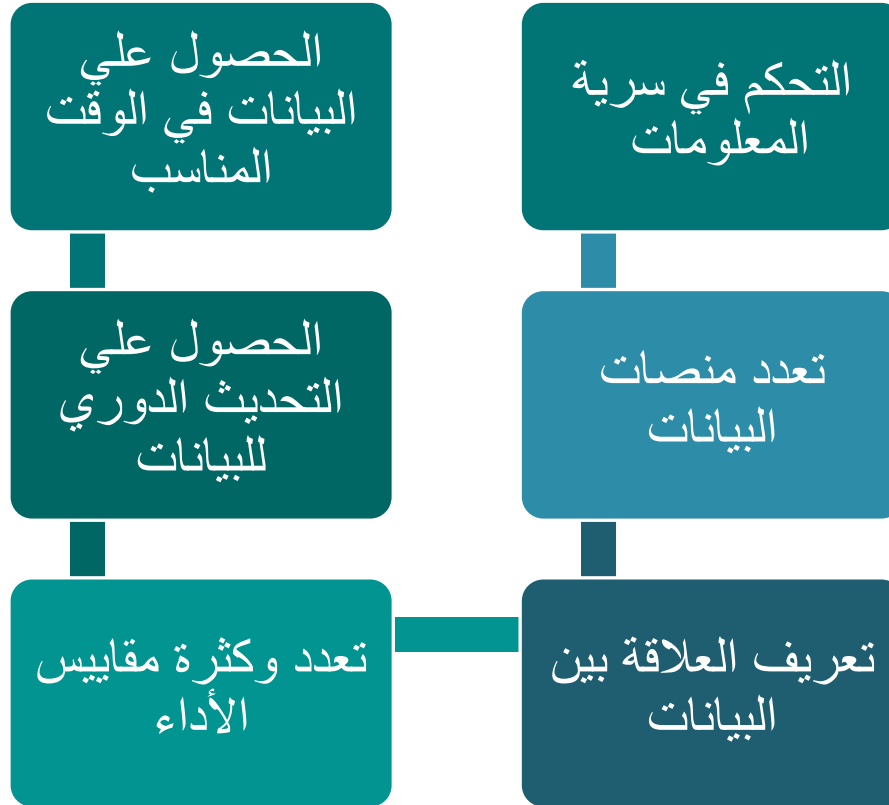 الحصول علي
البيانات في الوقت
المناسب
الحصول علي
التحديث الدوري
للبيانات
تعدد وكثرة مقاييس
الأداء
تعريف العلاقة بين
البيانات
تعدد منصات
البيانات
التحكم في سرية
المعلومات